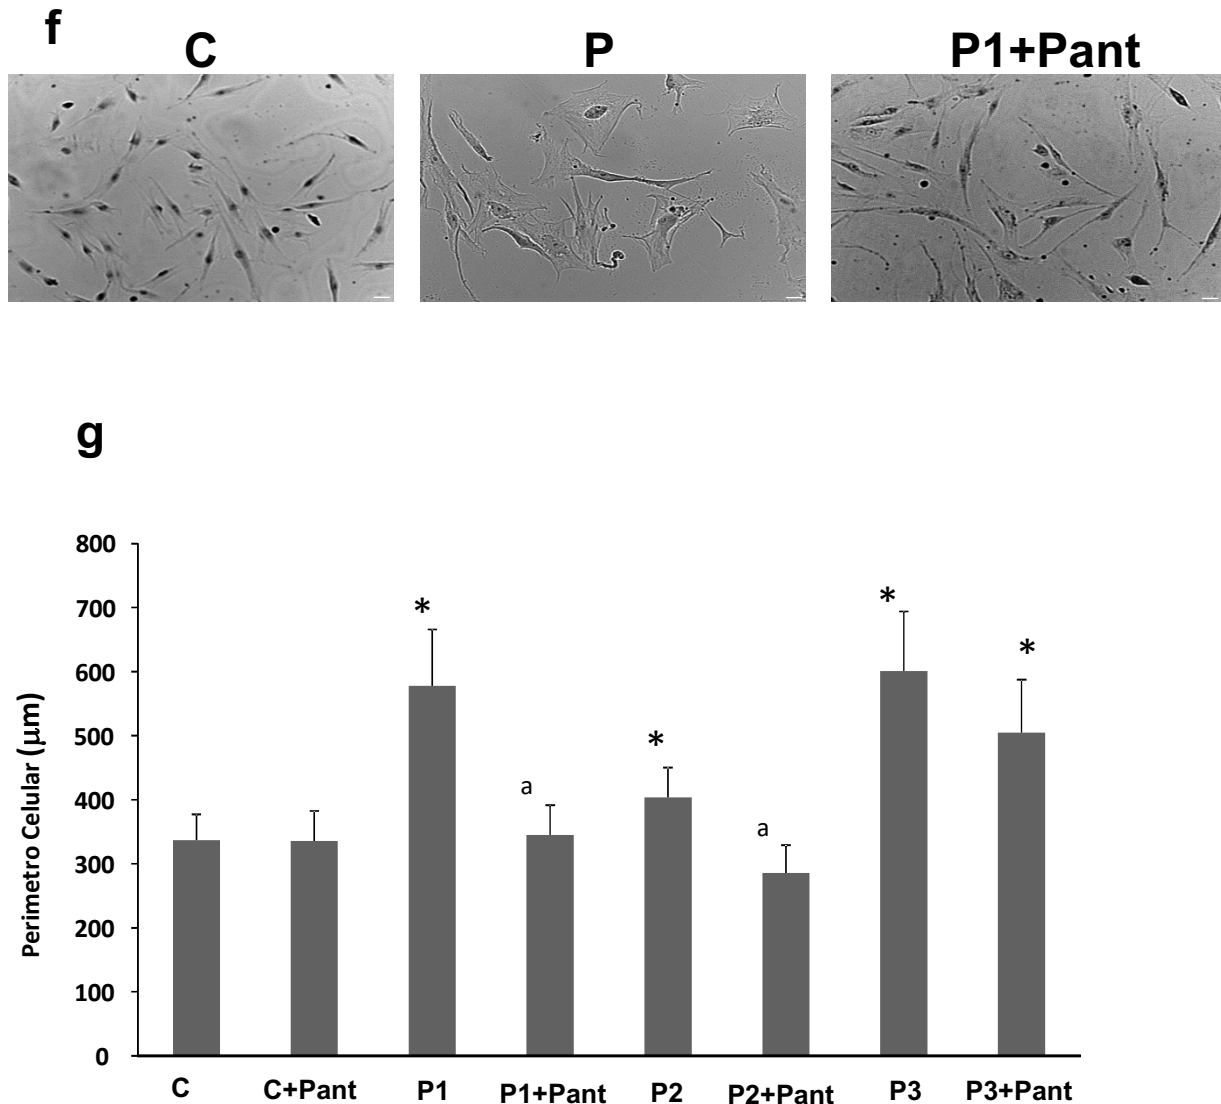 f
C
P
P1+Pant
g
Perimetro Celular (μm)
800
700
600
500
400
300
200
100
0
*
a
*
a
*
*
C
C+Pant
P1
P1+Pant
P2
P2+Pant
P3
P3+Pant